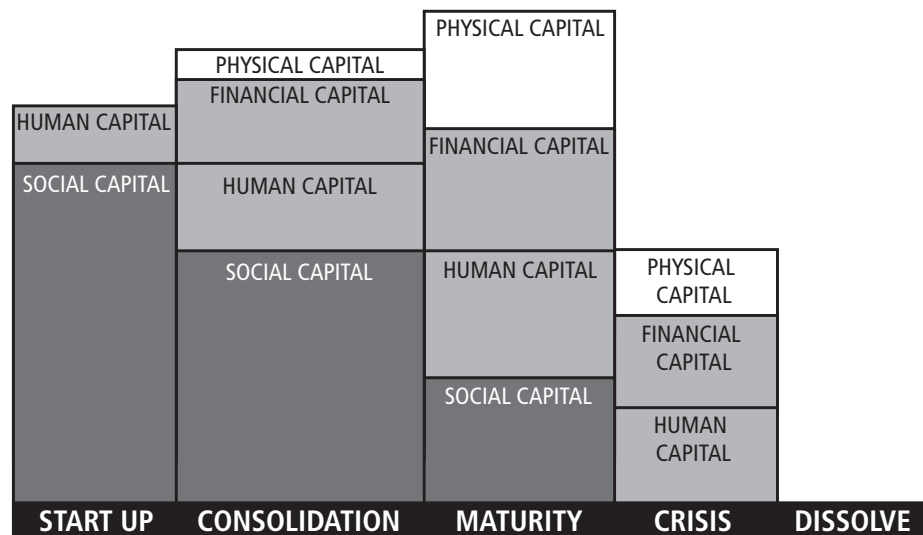 PHYSICAL CAPITAL
PHYSICAL CAPITAL
FINANCIAL CAPITAL
HUMAN CAPITAL
FINANCIAL CAPITAL
SOCIAL CAPITAL
HUMAN CAPITAL
SOCIAL CAPITAL
HUMAN CAPITAL
PHYSICAL
CAPITAL
FINANCIAL
CAPITAL
SOCIAL CAPITAL
HUMAN
CAPITAL
START UP CONSOLIDATION MATURITY CRISIS DISSOLVE